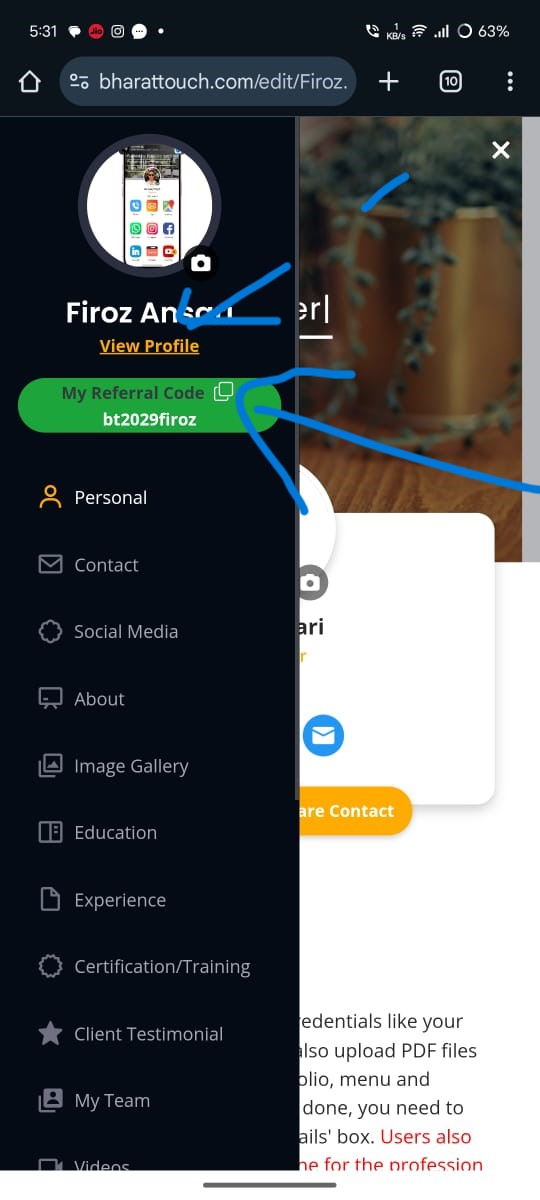 5:31
Jio
1 KB/s
63%
bharattouch.com/edit/Firoz.
10
Firoz Ansari
er|
View Profile
My Referral Code
bt2029firoz
Personal
Contact
Social Media
ari
r
About
Image Gallery
are Contact
Education
Experience
Certification/Training
edentials like your
Client Testimonial
also upload PDF files
olio, menu and
My Team
done, you need to
ails' box. Users also
Videos
ne for the profession